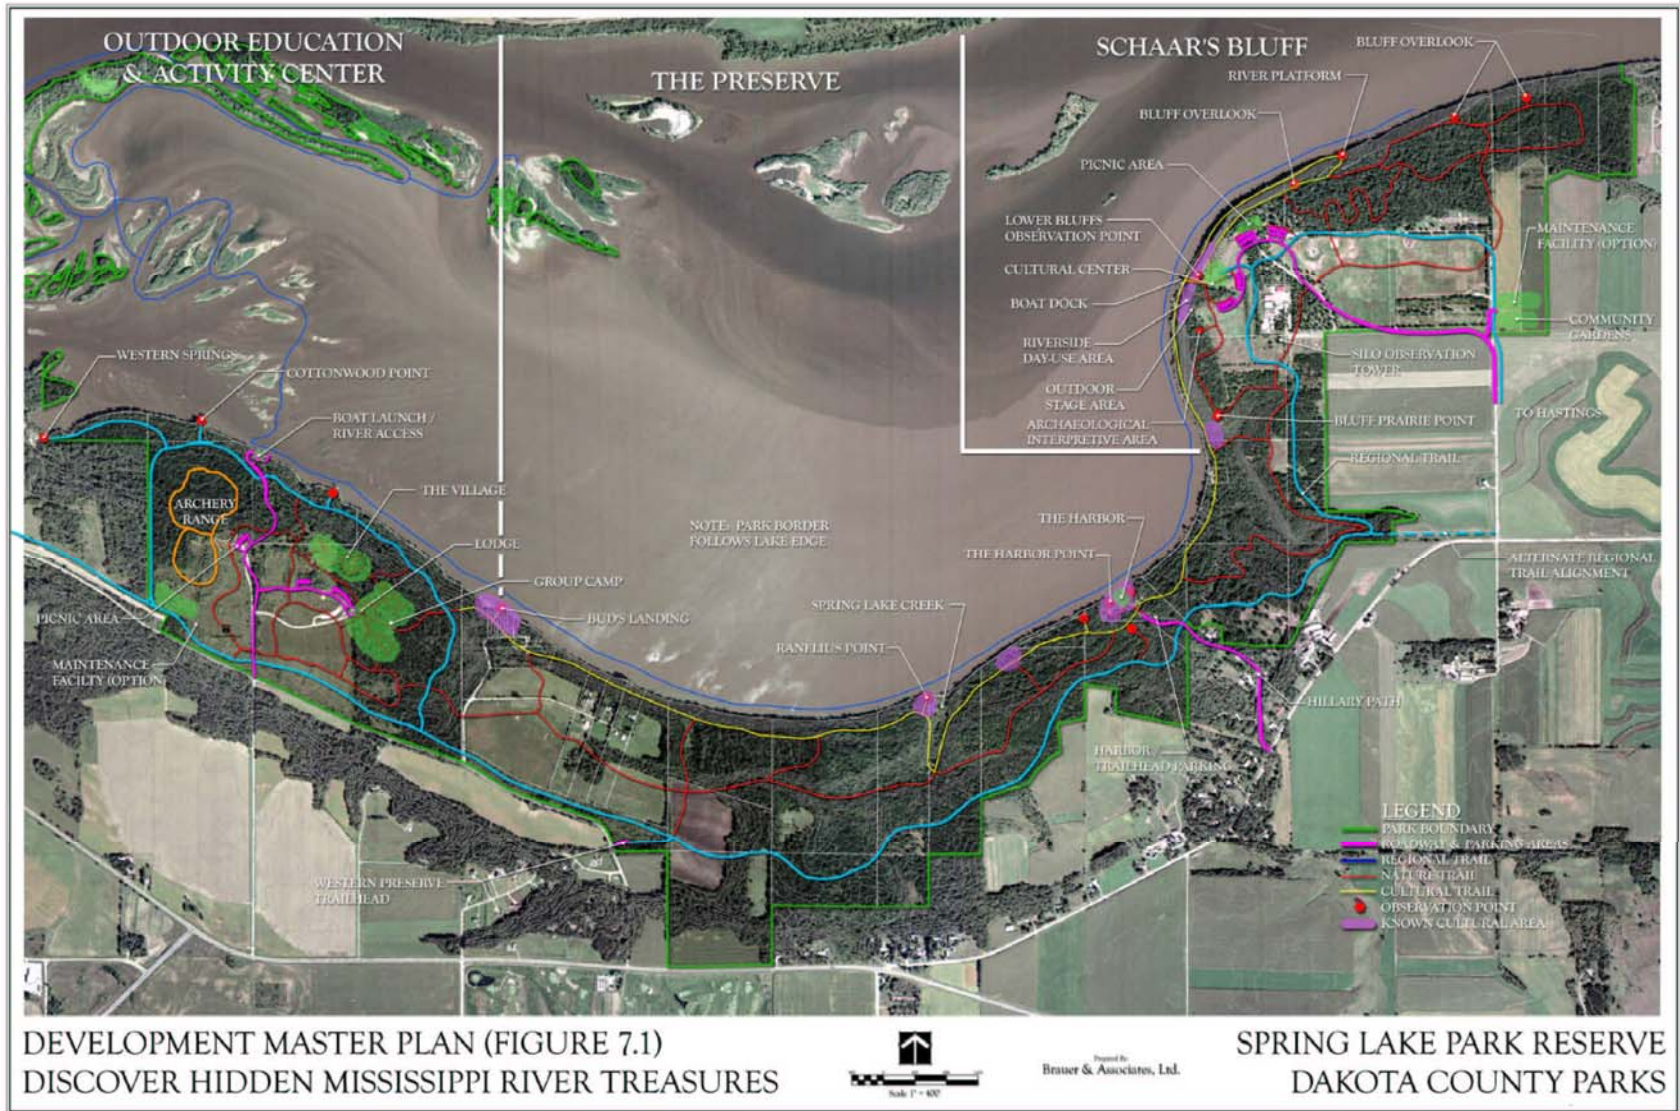 OUTDOOR EDUCATION
& ACTIVITY CENTER
THE PRESERVE
SCHAAR'S BLUFF
BLUFF OVERLOOK
RIVER PLATFORM
BLUFF OVERLOOK
PICNIC AREA
LOWER BLUFFS
OBSERVATION POINT
CULTURAL CENTER
BOAT DOCK
RIVERSIDE
DAY-USE AREA
OUTDOOR
STAGE AREA
ARCHAEOLOGICAL
INTERPRETIVE AREA
MAINTENANCE
FACILITY (OPTION)
COMMUNITY
GARDENS
SILO OBSERVATION
TOWER
TO HASTINGS
BLUFF PRAIRIE POINT
REGIONAL TRAIL
ALTERNATE REGIONAL
TRAIL ALIGNMENT
WESTERN SPRINGS
COTTONWOOD POINT
BOAT LAUNCH /
RIVER ACCESS
THE VILLAGE
ARCHERY
RANGE
LODGE
GROUP CAMP
BUD'S LANDING
PICNIC AREA
MAINTENANCE
FACILTY (OPTION
NOTE: PARK BORDER
FOLLOWS LAKE EDGE
THE HARBOR
THE HARBOR POINT
SPRING LAKE CREEK
RANELIUS POINT
HILLARY PATH
HARBOR
TRAILHEAD PARKING
WESTERN PRESERVE
TRAILHEAD
LEGEND
PARK BOUNDARY
ROADWAY & PARKING AREAS
REGIONAL TRAIL
NATURE TRAIL
CULTURAL TRAIL
OBSERVATION POINT
KNOWN CULTURAL AREA
DEVELOPMENT MASTER PLAN (FIGURE 7.1)
DISCOVER HIDDEN MISSISSIPPI RIVER TREASURES
Scale 1" = 400'
Prepared By:
Brauer & Associates, Ltd.
SPRING LAKE PARK RESERVE
DAKOTA COUNTY PARKS